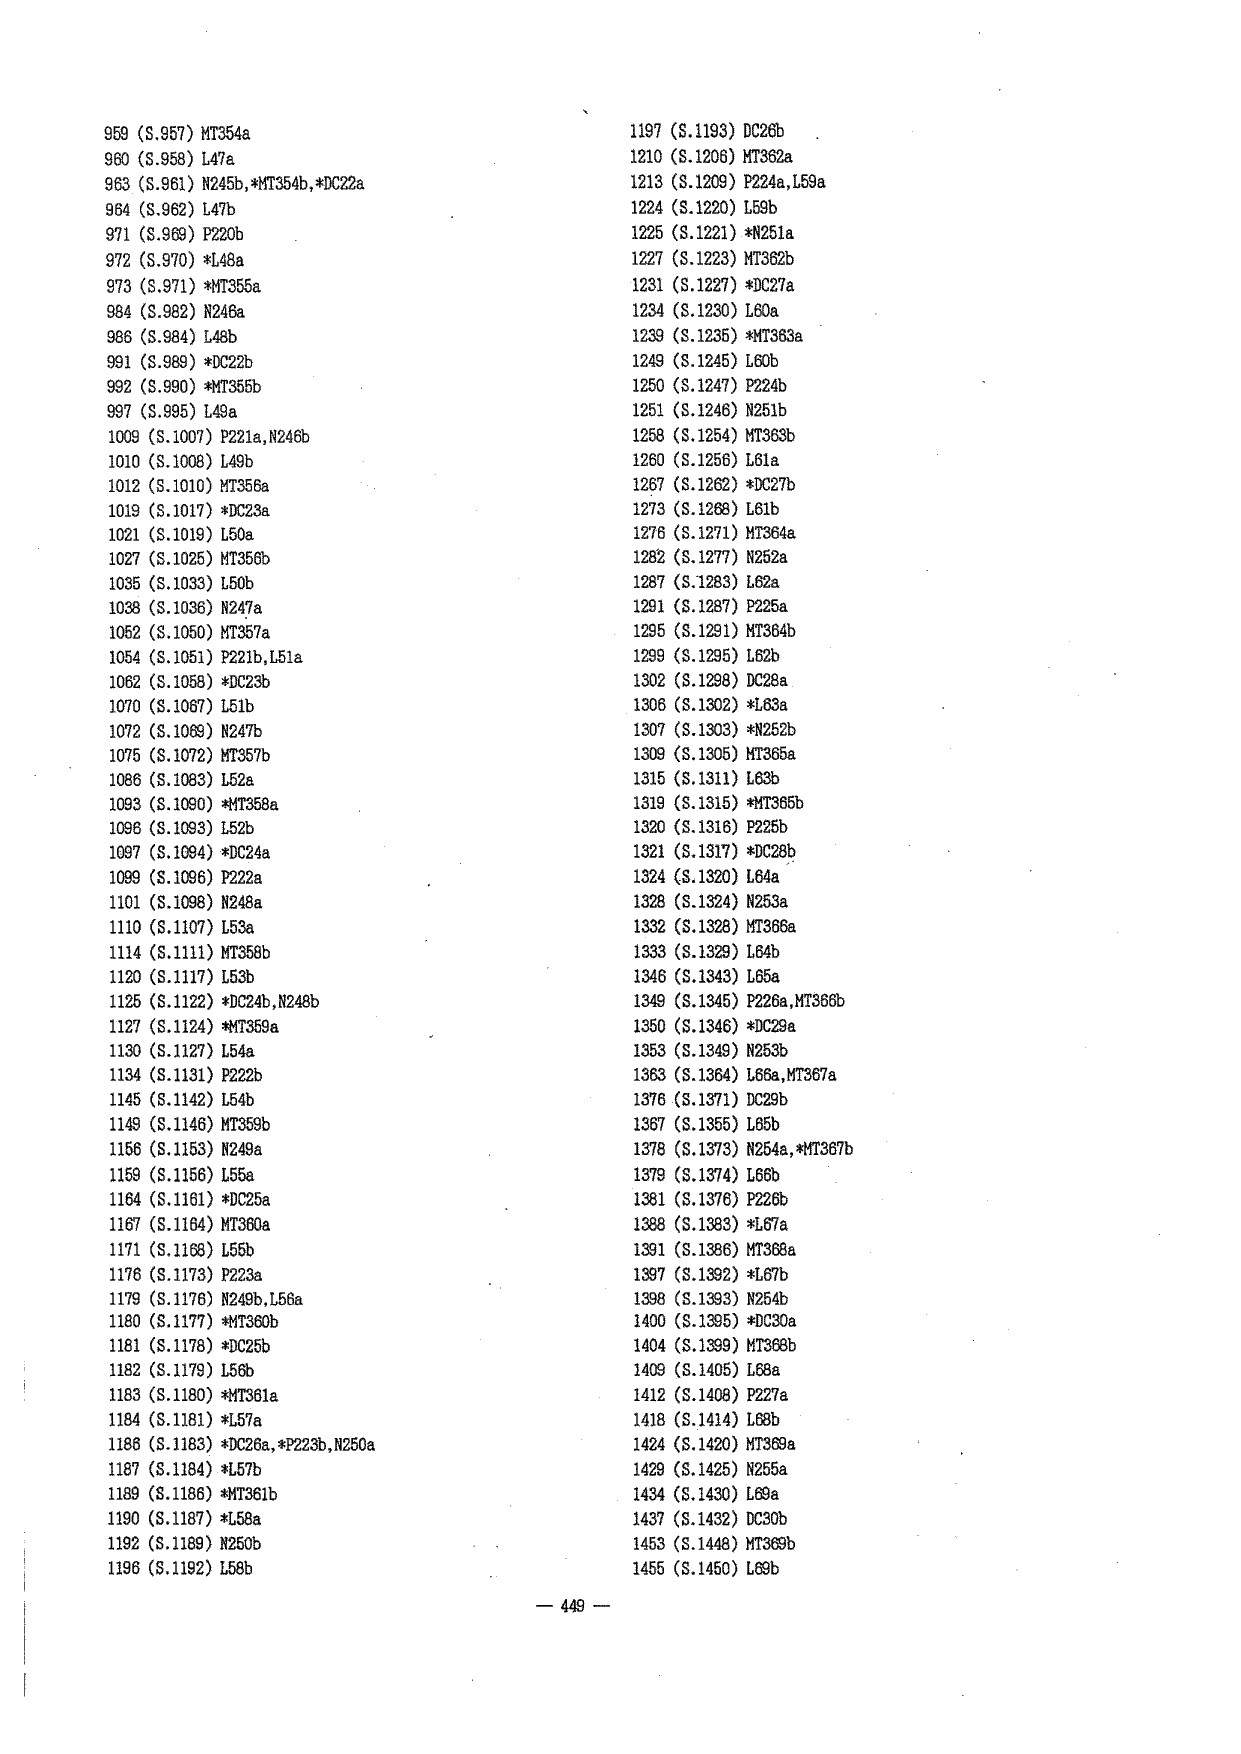 959 (S.957) MT354a
960 (S.958) L47a
963 (S.961) N245b,*MT354b,*DC22a
964 (S.962) L47b
971 (S.969) P220b
972 (S.970) *L48a
973 (S.971) *MT355a
984 (S.982) N246a
986 (S.984) L48b
991 (S.989) *DC22b
992 (S.990) *MT355b
997 (S.995) L49a
1009 (S.1007) P221a,N246b
1010 (S.1008) L49b
1012 (S.1010) MT356a
1019 (S.1017) *DC23a
1021 (S.1019) L50a
1027 (S.1025) MT356b
1035 (S.1033) L50b
1038 (S.1036) N247a
1052 (S.1050) MT357a
1054 (S.1051) P221b,L51a
1062 (S.1058) *DC23b
1070 (S.1067) L51b
1072 (S.1069) N247b
1075 (S.1072) MT357b
1086 (S.1083) L52a
1093 (S.1090) *MT358a
1096 (S.1093) L52b
1097 (S.1094) *DC24a
1099 (S.1096) P222a
1101 (S.1098) N248a
1110 (S.1107) L53a
1114 (S.1111) MT358b
1120 (S.1117) L53b
1125 (S.1122) *DC24b,N248b
1127 (S.1124) *MT359a
1130 (S.1127) L54a
1134 (S.1131) P222b
1145 (S.1142) L54b
1149 (S.1146) MT359b
1156 (S.1153) N249a
1159 (S.1156) L55a
1164 (S.1161) *DC25a
1167 (S.1164) MT360a
1171 (S.1168) L55b
1176 (S.1173) P223a
1179 (S.1176) N249b,L56a
1180 (S.1177) *MT360b
1181 (S.1178) *DC25b
1182 (S.1179) L56b
1183 (S.1180) *MT361a
1184 (S.1181) *L57a
1186 (S.1183) *DC26a,*P223b,N250a
1187 (S.1184) *L57b
1189 (S.1186) *MT361b
1190 (S.1187) *L58a
1192 (S.1189) N250b
1196 (S.1192) L58b
1197 (S.1193) DC26b
1210 (S.1206) MT362a
1213 (S.1209) P224a,L59a
1224 (S.1220) L59b
1225 (S.1221) *N251a
1227 (S.1223) MT362b
1231 (S.1227) *DC27a
1234 (S.1230) L60a
1239 (S.1235) *MT363a
1249 (S.1245) L60b
1250 (S.1247) P224b
1251 (S.1246) N251b
1258 (S.1254) MT363b
1260 (S.1256) L61a
1267 (S.1262) *DC27b
1273 (S.1268) L61b
1276 (S.1271) MT364a
1282 (S.1277) N252a
1287 (S.1283) L62a
1291 (S.1287) P225a
1295 (S.1291) MT364b
1299 (S.1295) L62b
1302 (S.1298) DC28a
1306 (S.1302) *L63a
1307 (S.1303) *N252b
1309 (S.1305) MT365a
1315 (S.1311) L63b
1319 (S.1315) *MT365b
1320 (S.1316) P225b
1321 (S.1317) *DC28b
1324 (S.1320) L64a
1328 (S.1324) N253a
1332 (S.1328) MT366a
1333 (S.1329) L64b
1346 (S.1343) L65a
1349 (S.1345) P226a,MT366b
1350 (S.1346) *DC29a
1353 (S.1349) N253b
1363 (S.1364) L66a,MT367a
1376 (S.1371) DC29b
1367 (S.1355) L65b
1378 (S.1373) N254a,*MT367b
1379 (S.1374) L66b
1381 (S.1376) P226b
1388 (S.1383) *L67a
1391 (S.1386) MT368a
1397 (S.1392) *L67b
1398 (S.1393) N254b
1400 (S.1395) *DC30a
1404 (S.1399) MT368b
1409 (S.1405) L68a
1412 (S.1408) P227a
1418 (S.1414) L68b
1424 (S.1420) MT369a
1429 (S.1425) N255a
1434 (S.1430) L69a
1437 (S.1432) DC30b
1453 (S.1448) MT369b
1455 (S.1450) L69b
— 449 —